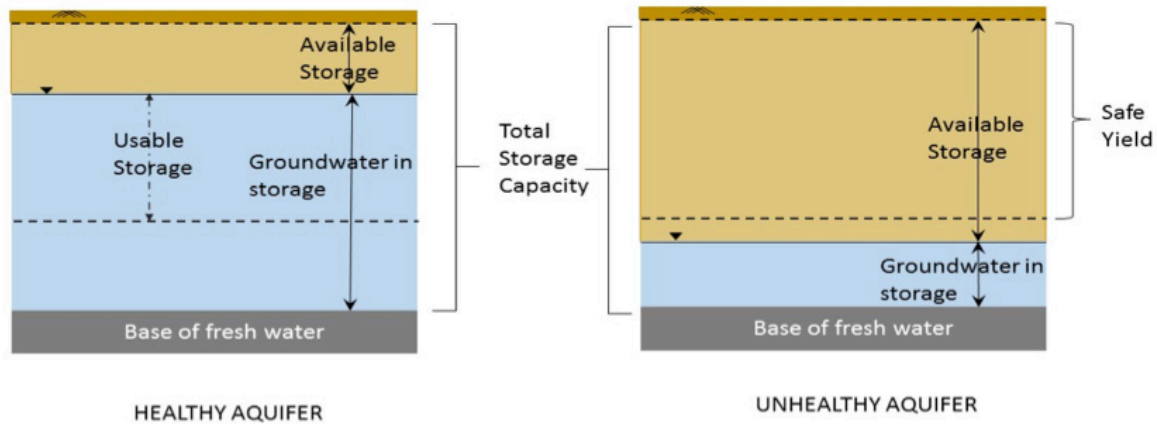 Available
Storage
Usable
Storage
Groundwater in
storage
Base of fresh water
HEALTHY AQUIFER
Total
Storage
Capacity
Available
Storage
Safe
Yield
Groundwater in
storage
Base of fresh water
UNHEALTHY AQUIFER